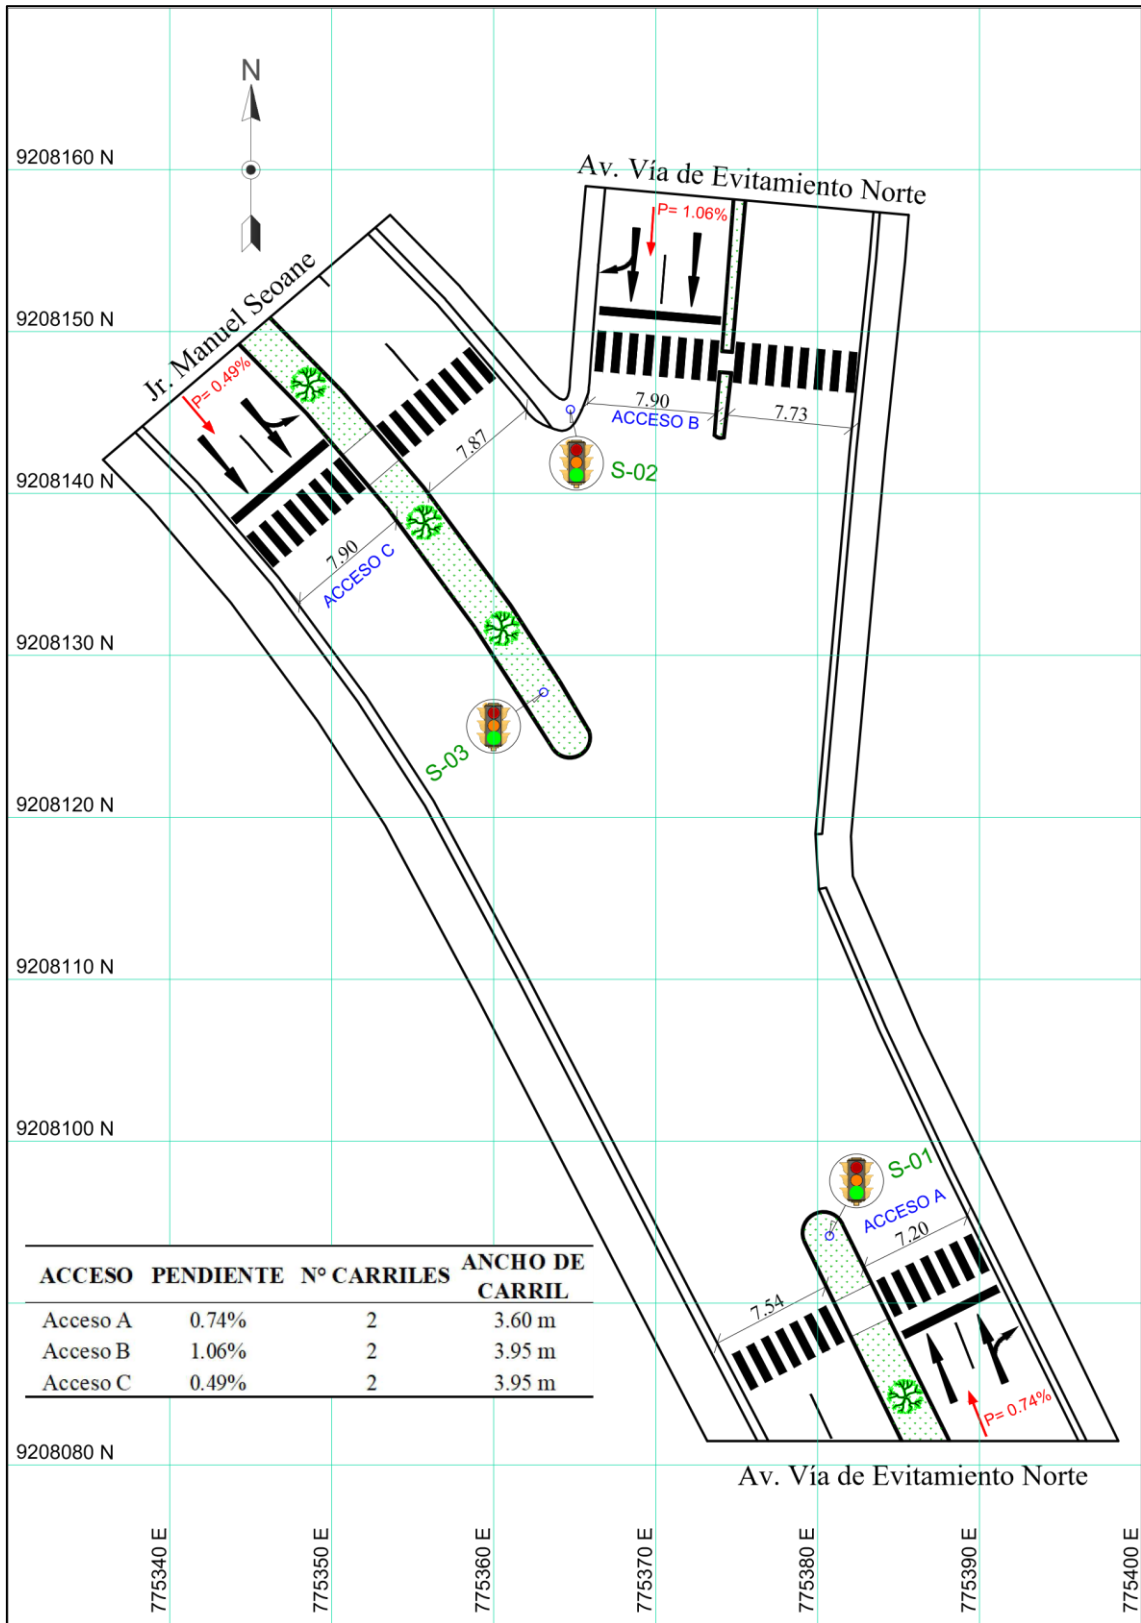 N
9208160 N
Av. Vía de Evitamiento Norte
P= 1.06%
Jr. Manuel Seoane
9208150 N
P= 0.49%
7.90
ACCESO B
7.73
7.87
S-02
9208140 N
7.90
ACCESO C
9208130 N
S-03
9208120 N
9208110 N
9208100 N
S-01
ACCESO A
7.20
7.54
ACCESO PENDIENTE N° CARRILES ANCHO DE CARRIL
Acceso A 0.74% 2 3.60 m
Acceso B 1.06% 2 3.95 m
Acceso C 0.49% 2 3.95 m
P= 0.74%
9208080 N
Av. Vía de Evitamiento Norte
775340 E
775350 E
775360 E
775370 E
775380 E
775390 E
775400 E